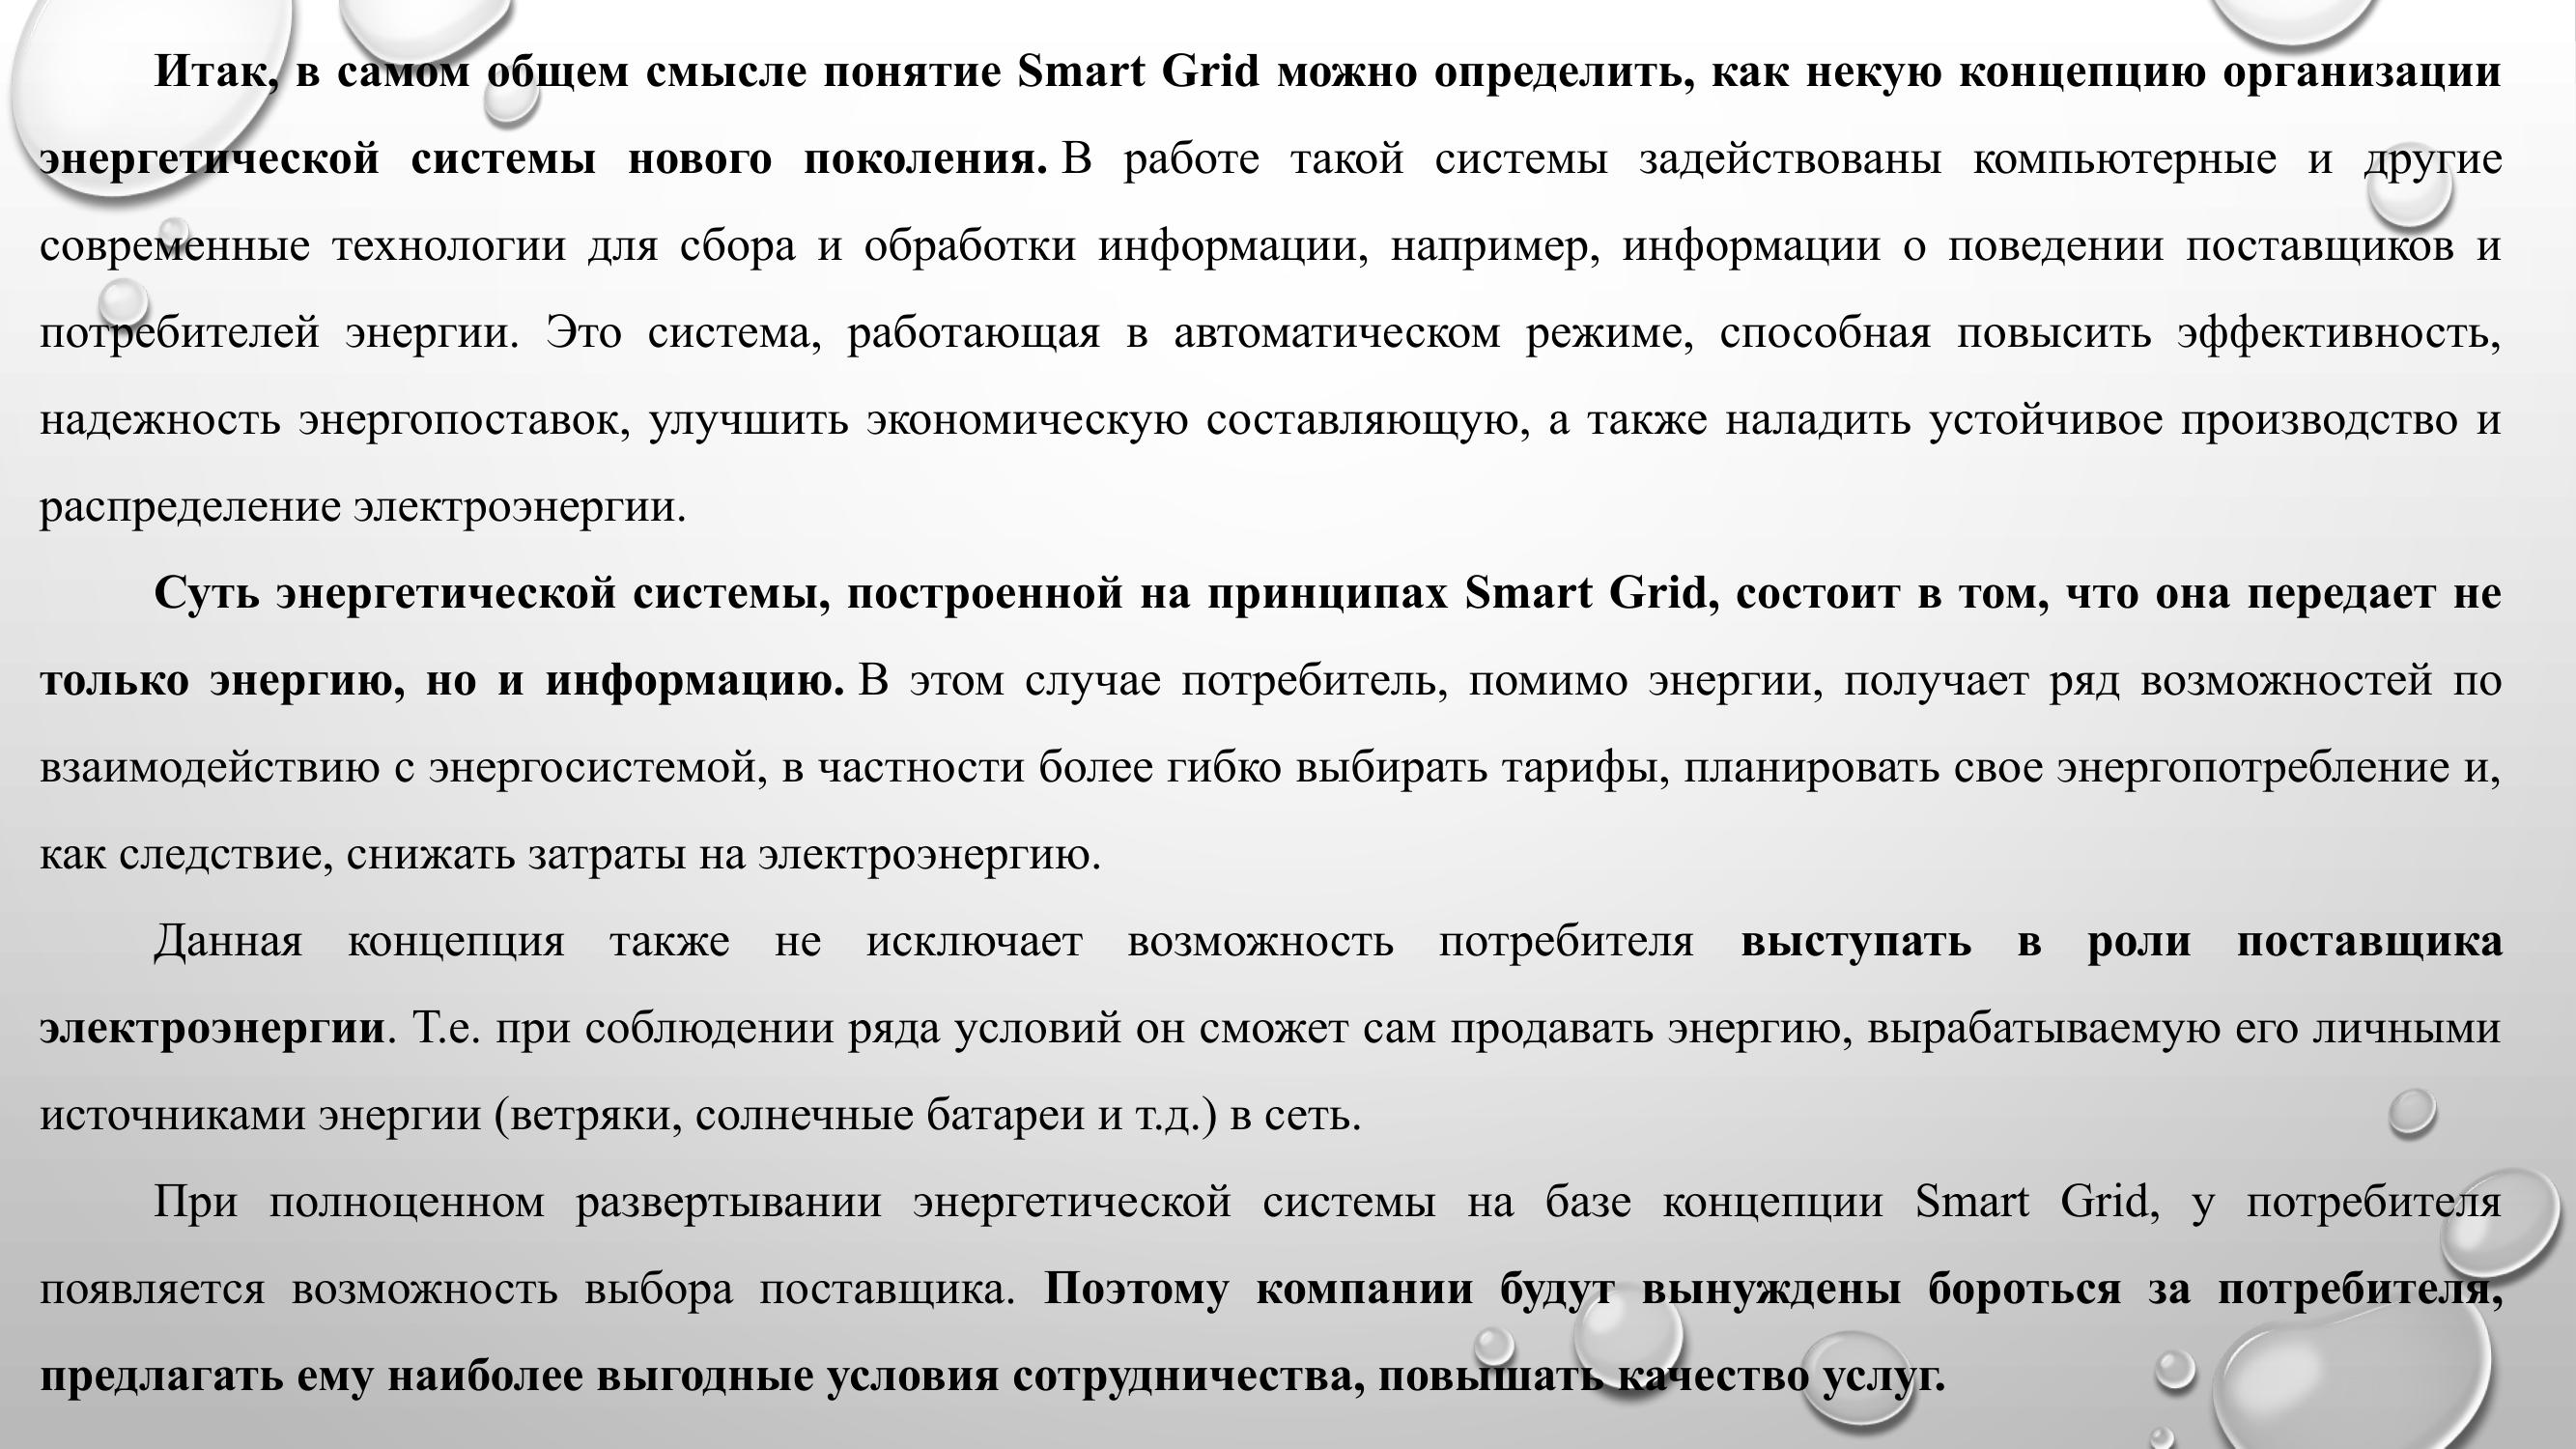 Итак, в самом общем смысле понятие Smart Grid можно определить, как некую концепцию организации
энергетической системы нового поколения. В работе такой системы задействованы компьютерные и другие
современные технологии для сбора и обработки информации, например, информации о поведении поставщиков и
потребителей энергии. Это система, работающая в автоматическом режиме, способная повысить эффективность,
надежность энергопоставок, улучшить экономическую составляющую, а также наладить устойчивое производство и
распределение электроэнергии.
Суть энергетической системы, построенной на принципах Smart Grid, состоит в том, что она передает не
только энергию, но и информацию. В этом случае потребитель, помимо энергии, получает ряд возможностей по
взаимодействию с энергосистемой, в частности более гибко выбирать тарифы, планировать свое энергопотребление и,
как следствие, снижать затраты на электроэнергию.
Данная концепция также не исключает возможность потребителя выступать в роли поставщика
электроэнергии. Т.е. при соблюдении ряда условий он сможет сам продавать энергию, вырабатываемую его личными
источниками энергии (ветряки, солнечные батареи и т.д.) в сеть.
При полноценном развертывании энергетической системы на базе концепции Smart Grid, у потребителя
появляется возможность выбора поставщика. Поэтому компании будут вынуждены бороться за потребителя,
предлагать ему наиболее выгодные условия сотрудничества, повышать качество услуг.